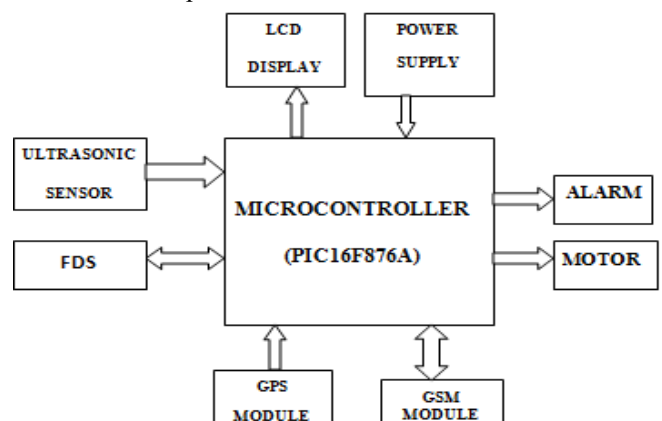 LCD
DISPLAY
POWER
SUPPLY
ULTRASONIC
SENSOR
MICROCONTROLLER
(PIC16F876A)
ALARM
FDS
MOTOR
GPS
MODULE
GSM
MODULE